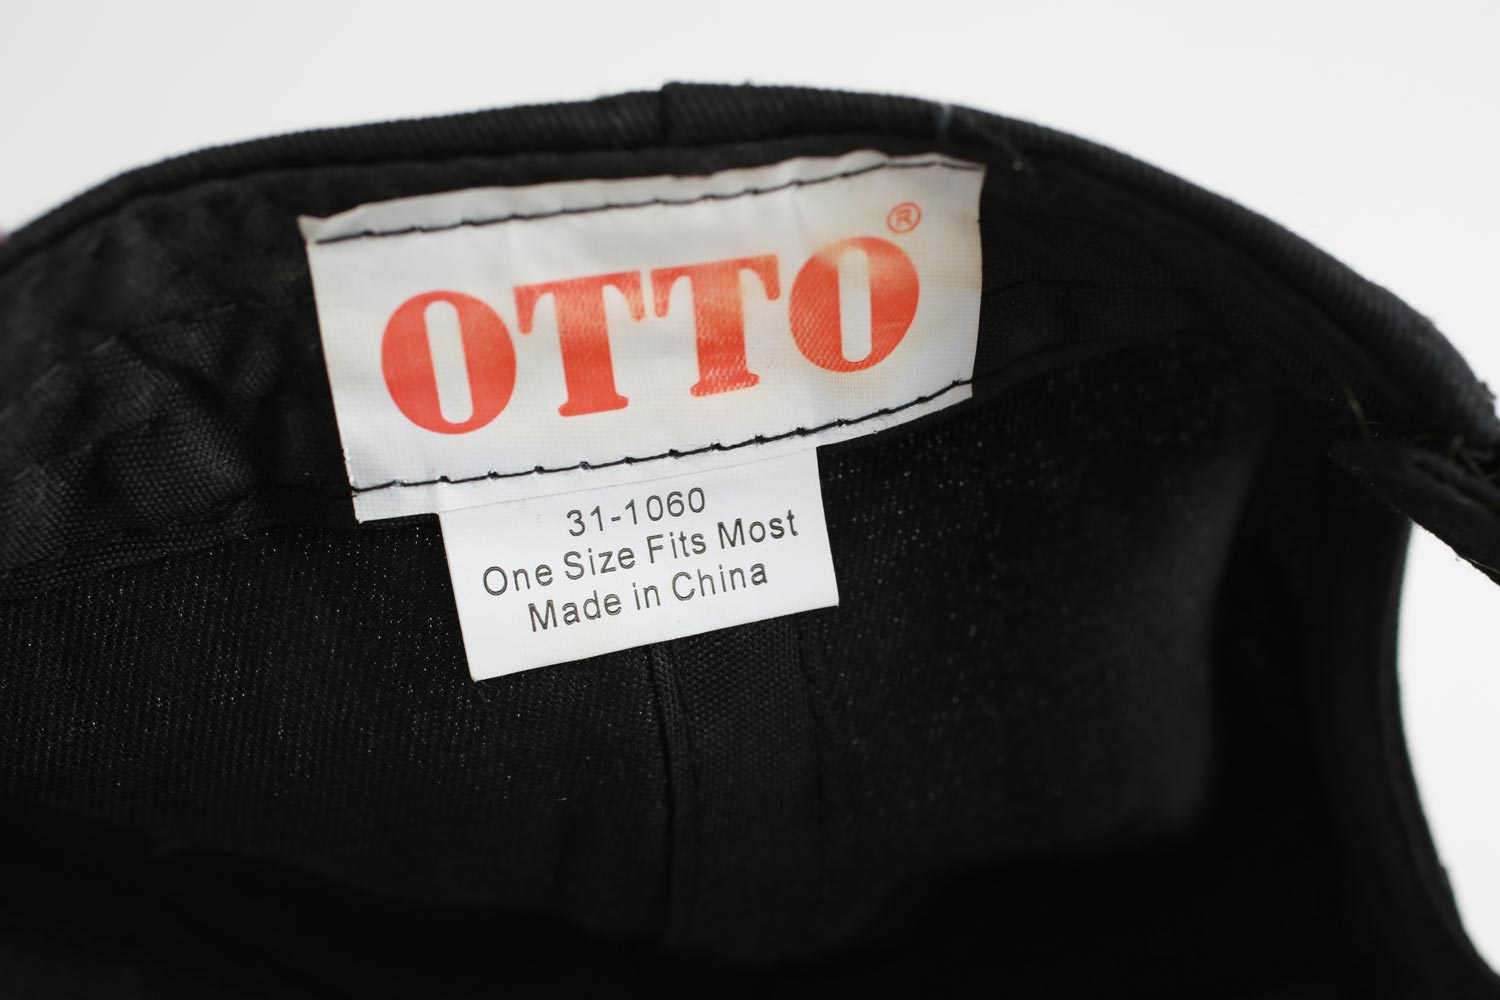 OTTO®
31-1060
One Size Fits Most
Made in China